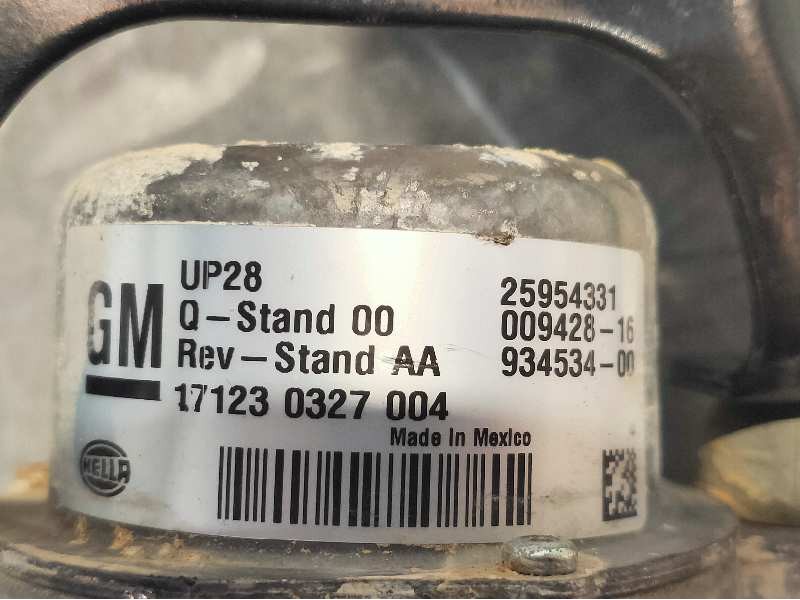 GM
UP28
Q-Stand 00
Rev-Stand AA
17123 0327 004
25954331
009428-16
934534-00
Made In Mexico
HELLA